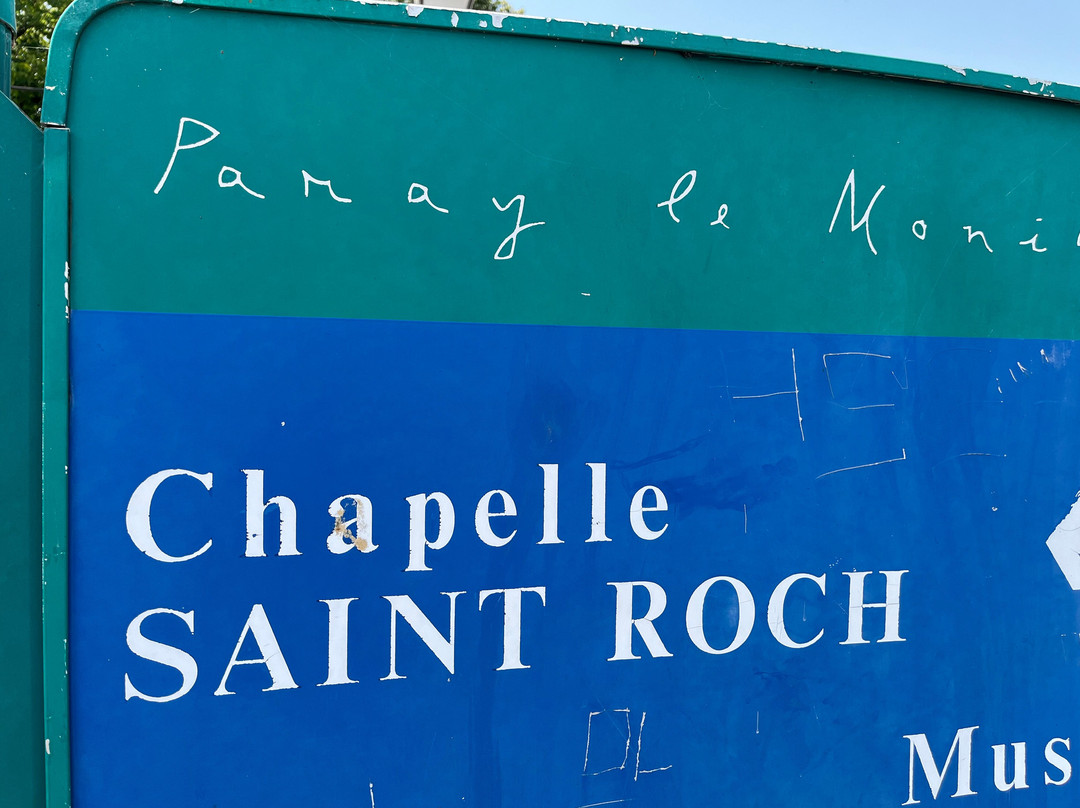 Paray le Moni
Chapelle
SAINT ROCH
Mus